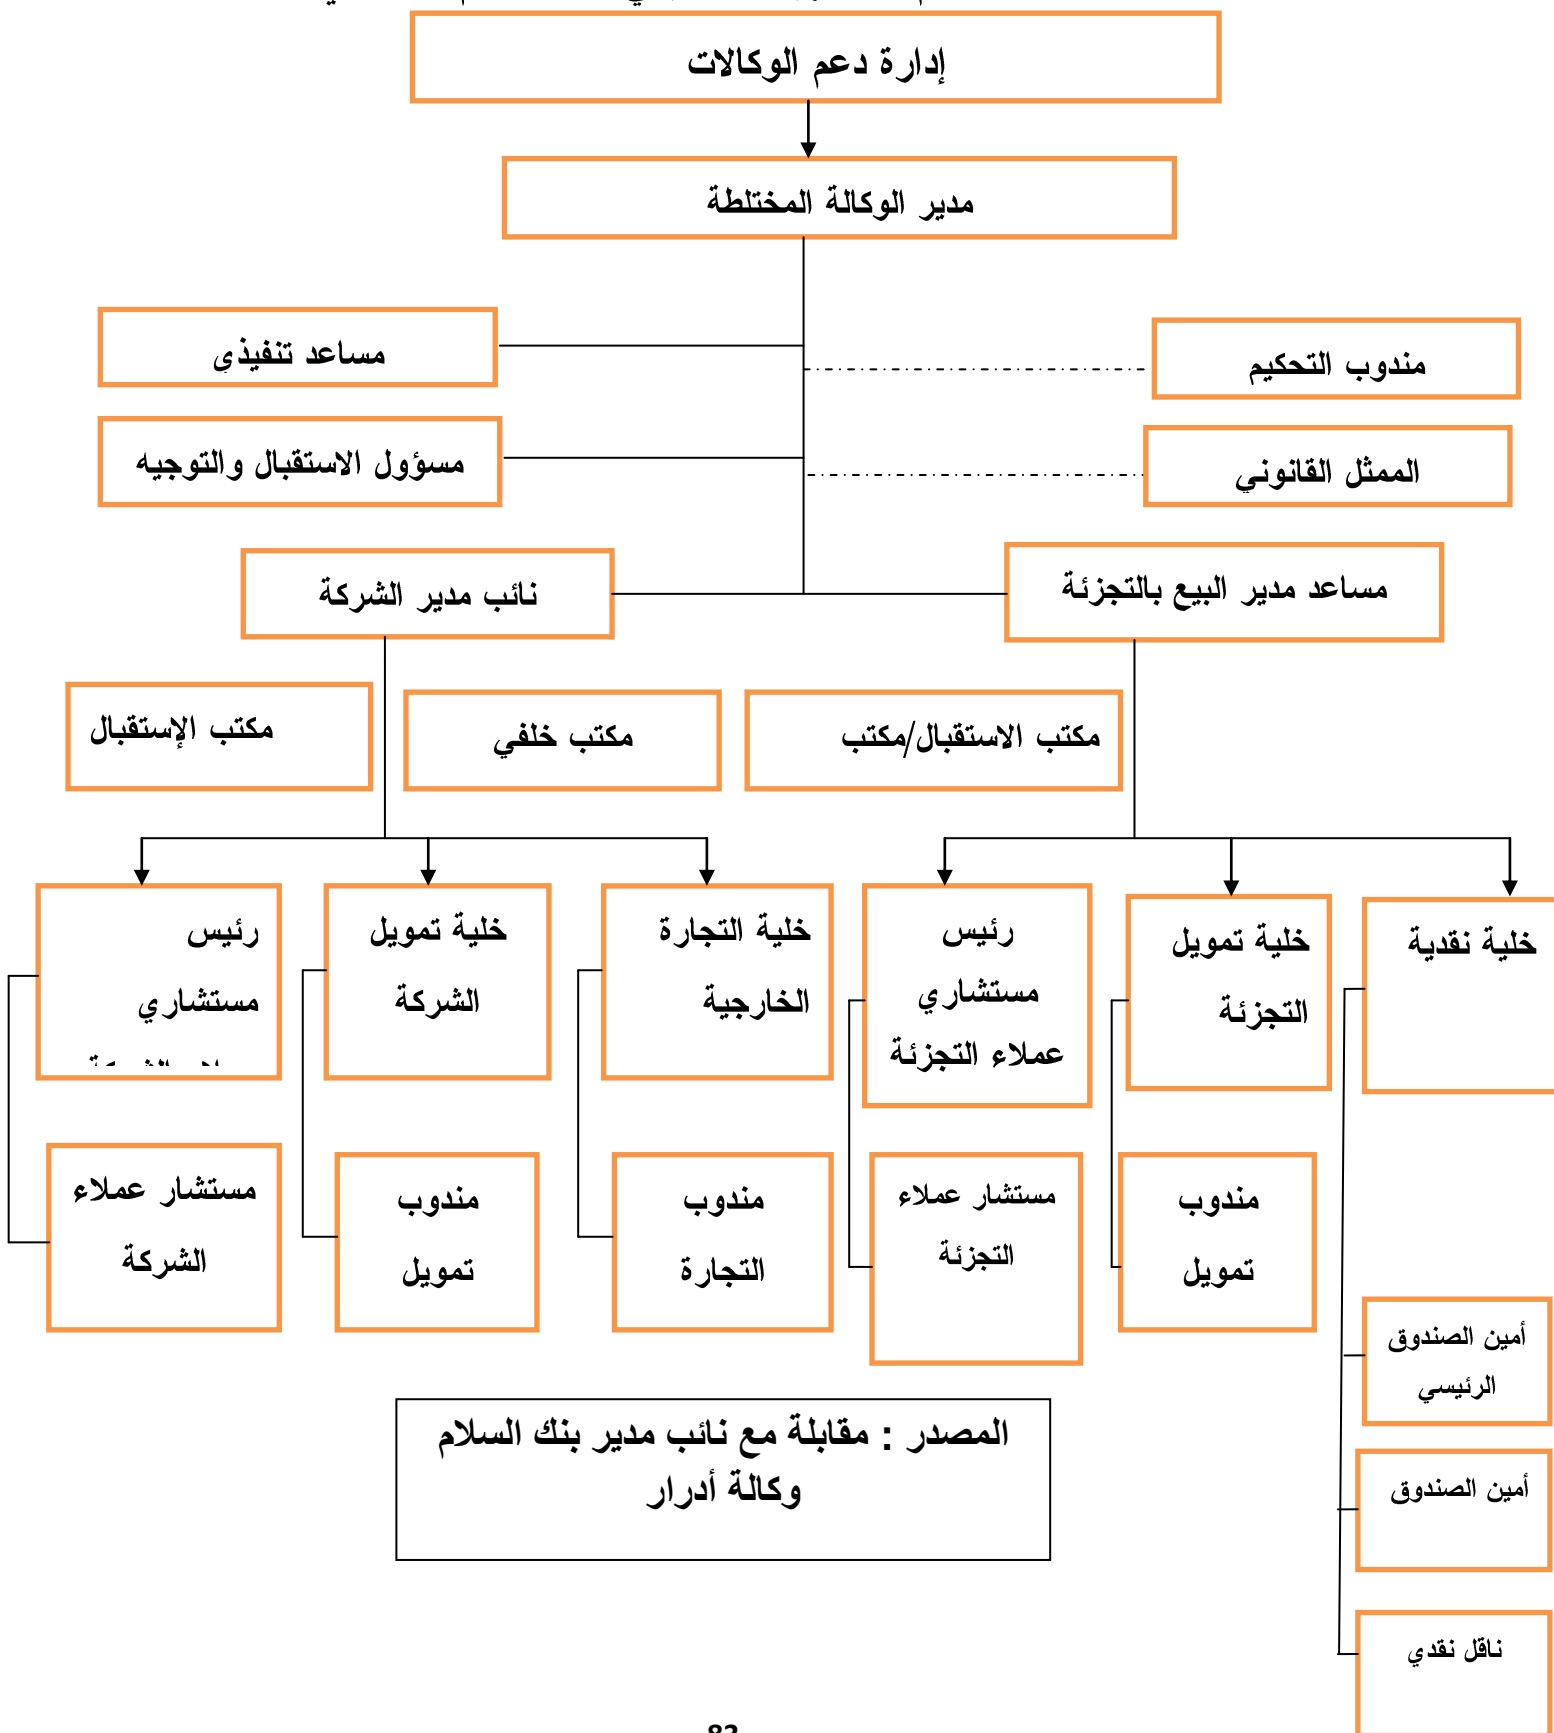 إدارة دعم الوكالات
مدير الوكالة المختلطة
مندوب التحكيم
مساعد تنفيذي
الممثل القانوني
مسؤول الاستقبال والتوجيه
مساعد مدير البيع بالتجزئة
نائب مدير الشركة
مكتب الاستقبال/مكتب
مكتب خلفي
مكتب الإستقبال
خلية نقدية
خلية تمويل
التجزئة
رئيس
مستشاري
عملاء التجزئة
خلية التجارة
الخارجية
خلية تمويل
الشركة
رئيس
مستشاري
مندوب
تمويل
مستشار عملاء
التجزئة
مندوب
التجارة
مندوب
تمويل
مستشار عملاء
الشركة
أمين الصندوق
الرئيسي
أمين الصندوق
ناقل نقدي
المصدر : مقابلة مع نائب مدير بنك السلام
وكالة أدرار